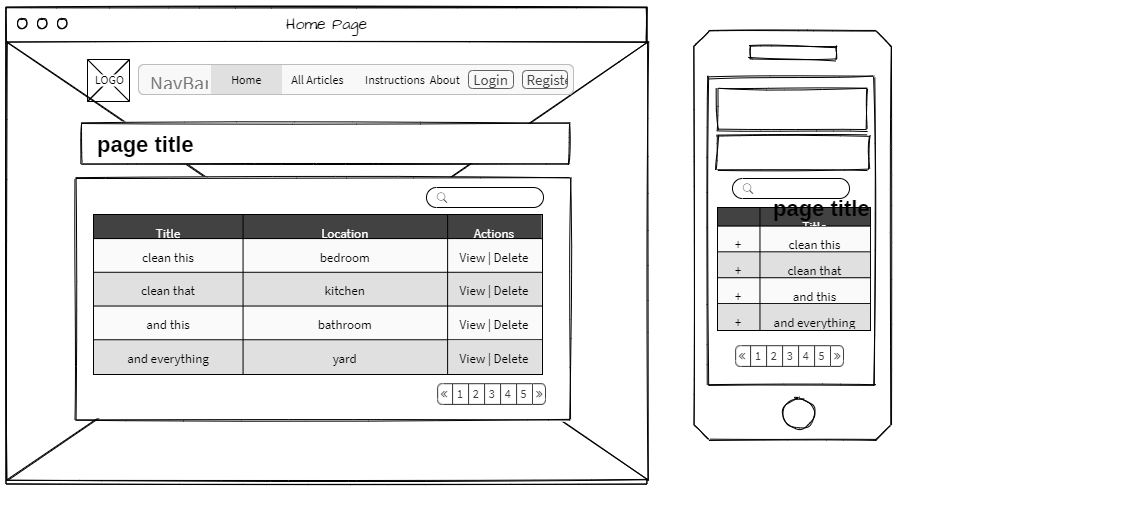 Home Page
LOGO NavBar Home All Articles Instructions About Login Registe
page title
Title Location Actions
clean this bedroom View | Delete
clean that kitchen View | Delete
and this bathroom View | Delete
and everything yard View | Delete
« 1 2 3 4 5 »
page title
Title
+ clean this
+ clean that
+ and this
+ and everything
« 1 2 3 4 5 »